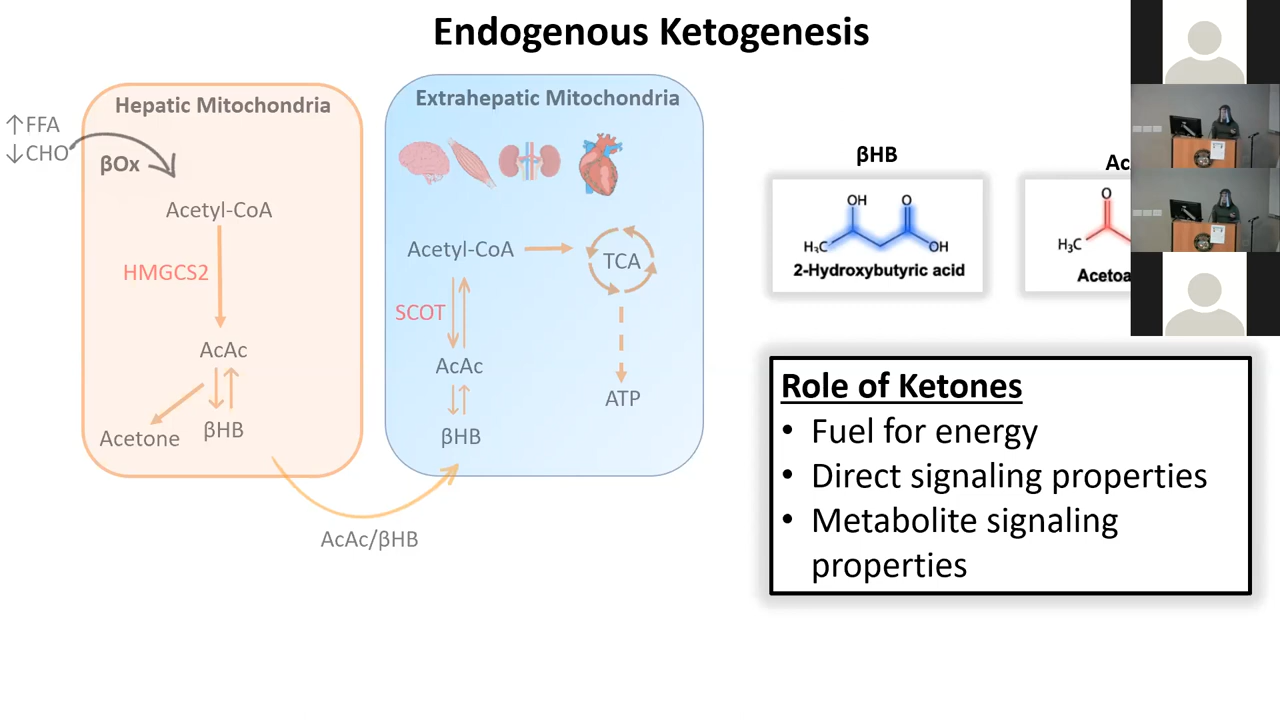 Endogenous Ketogenesis
Hepatic Mitochondria
↑FFA
↓CHO
βOx
Acetyl-CoA
HMGCS2
AcAc
Acetone
βHB
AcAc/βHB
Extrahepatic Mitochondria
Acetyl-CoA
TCA
SCOT
AcAc
βHB
ATP
βHB
OH
O
H₃C
OH
2-Hydroxybutyric acid
Ac
O
H₃C
Acetoa
Role of Ketones
• Fuel for energy
• Direct signaling properties
• Metabolite signaling
properties